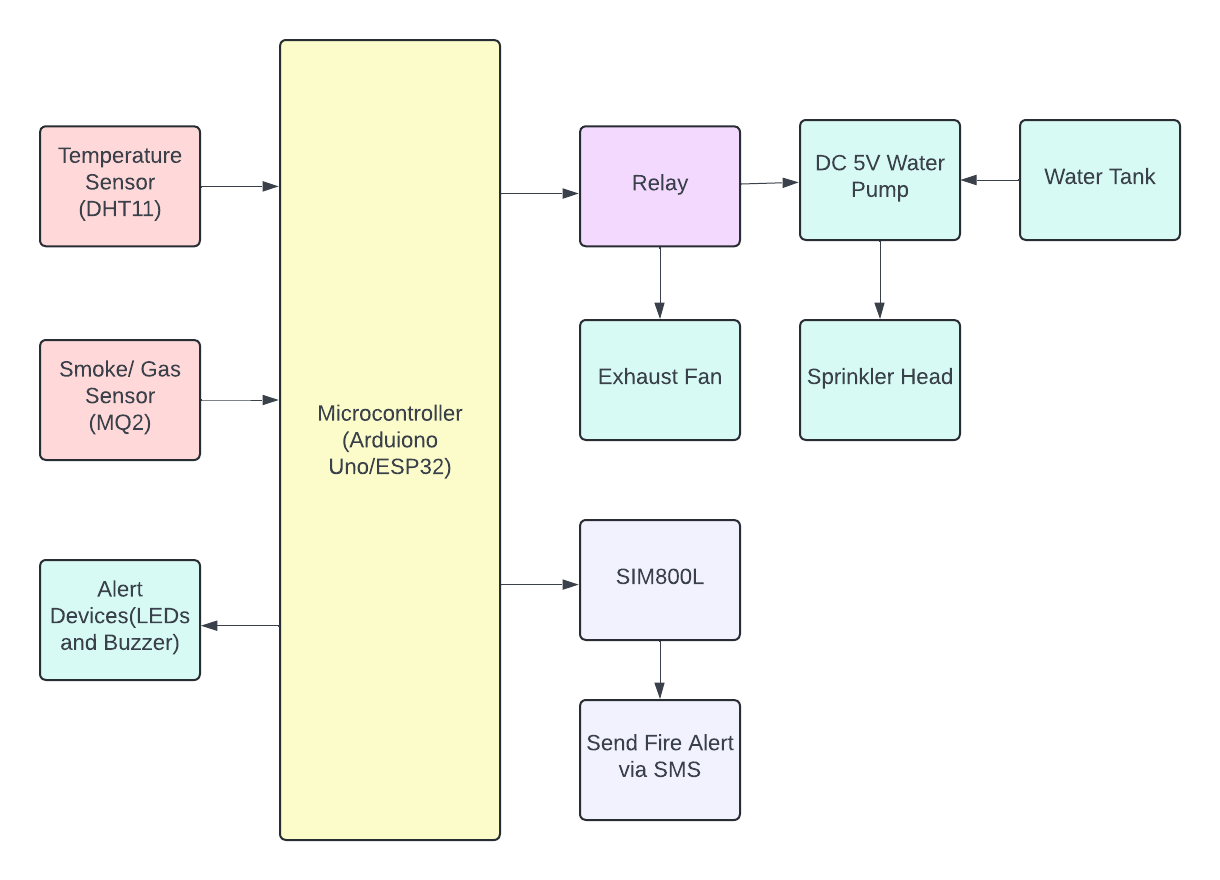 Temperature
Sensor
(DHT11)
Smoke/ Gas
Sensor
(MQ2)
Alert
Devices(LEDs
and Buzzer)
Microcontroller
(Arduiono
Uno/ESP32)
Relay
DC 5V Water
Pump
Water Tank
Exhaust Fan
Sprinkler Head
SIM800L
Send Fire Alert
via SMS